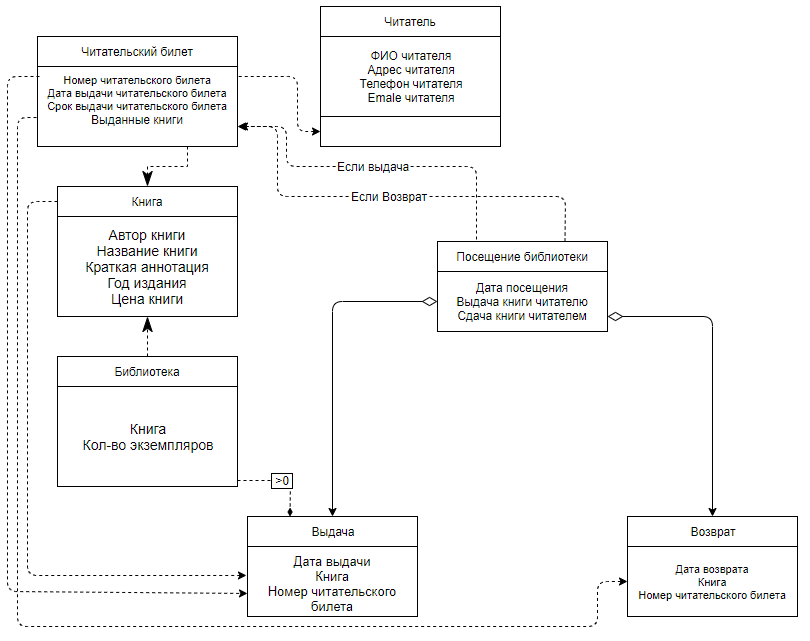 Читатель
ФИО читателя
Адрес читателя
Телефон читателя
Emale читателя
Читательский билет
Номер читательского билета
Дата выдачи читательского билета
Срок выдачи читательского билета
Выданные книги
Если выдача
Если Возврат
Книга
Автор книги
Название книги
Краткая аннотация
Год издания
Цена книги
Посещение библиотеки
Дата посещения
Выдача книги читателю
Сдача книги читателем
Библиотека
Книга
Кол-во экземпляров
>0
Выдача
Дата выдачи
Книга
Номер читательского
билета
Возврат
Дата возврата
Книга
Номер читательского билета